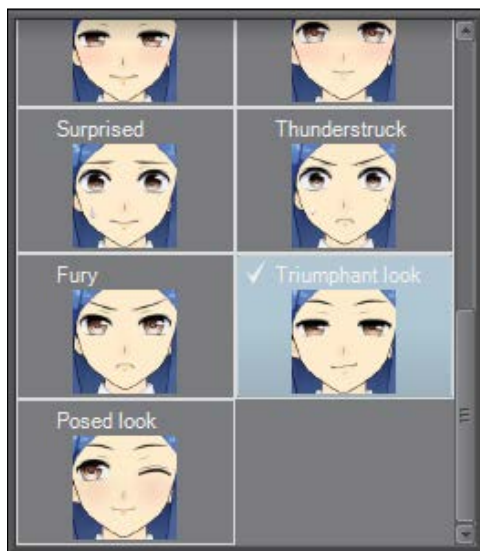 Surprised
Thunderstruck
Fury
Triumphant look
Posed look